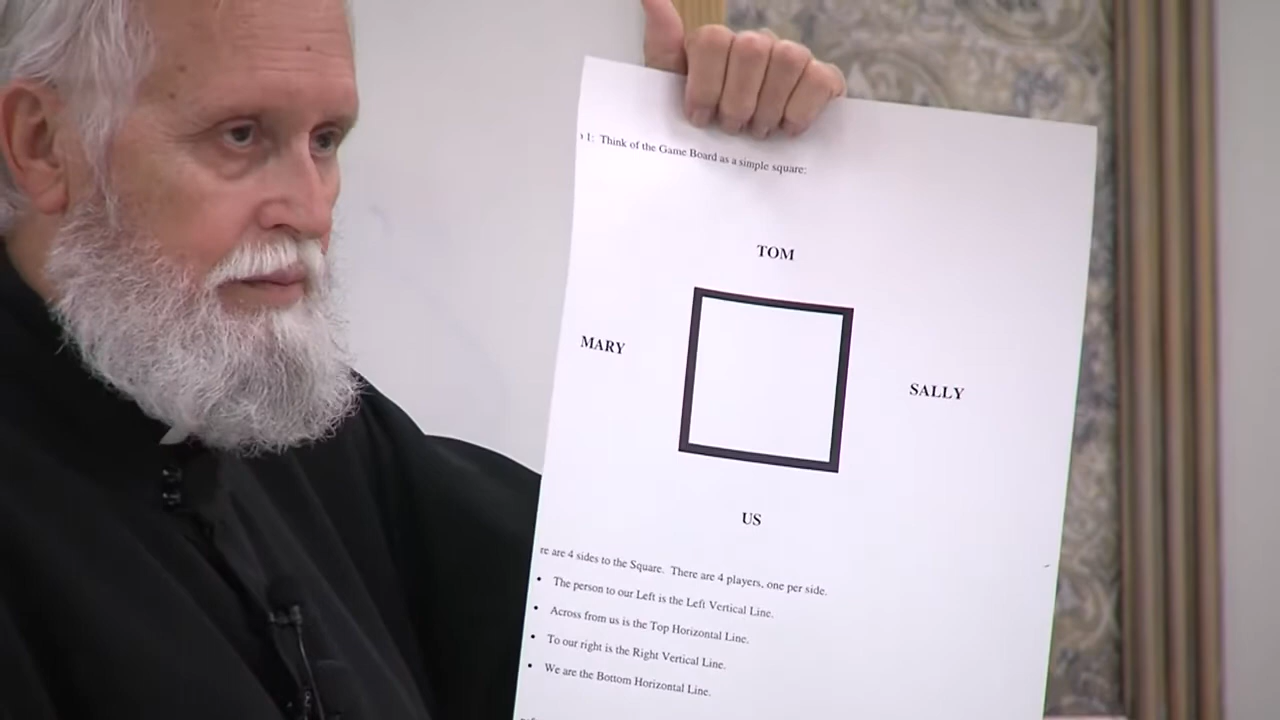 1: Think of the Game Board as a simple square:
TOM
MARY
SALLY
US
re are 4 sides to the Square. There are 4 players, one per side.
• The person to our Left is the Left Vertical Line.
• Across from us is the Top Horizontal Line.
• To our right is the Right Vertical Line.
• We are the Bottom Horizontal Line.